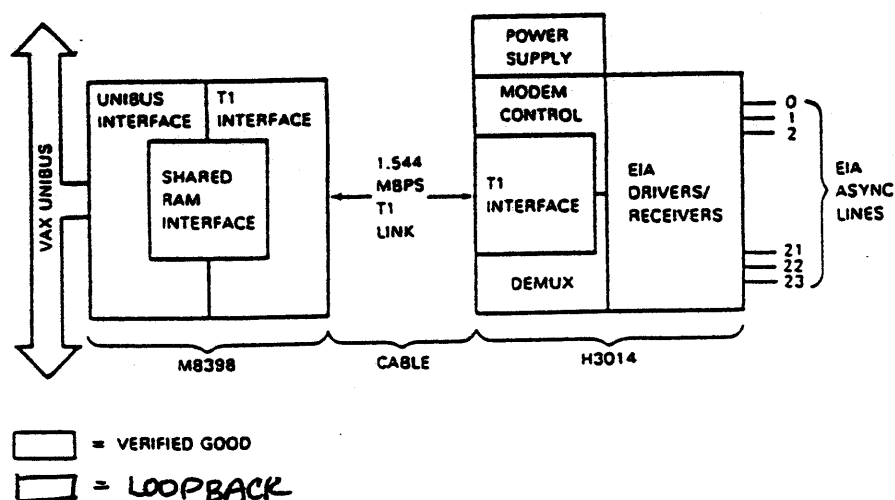 POWER
SUPPLY
UNIBUS
INTERFACE
T1
INTERFACE
SHARED
RAM
INTERFACE
VAX UNIBUS
1.544
MBPS
T1
LINK
MODEM
CONTROL
T1
INTERFACE
DEMUX
EIA
DRIVERS/
RECEIVERS
0
1
2
21
22
23
EIA
ASYNC
LINES
M8398
CABLE
H3014
= VERIFIED GOOD
= LOOPBACK